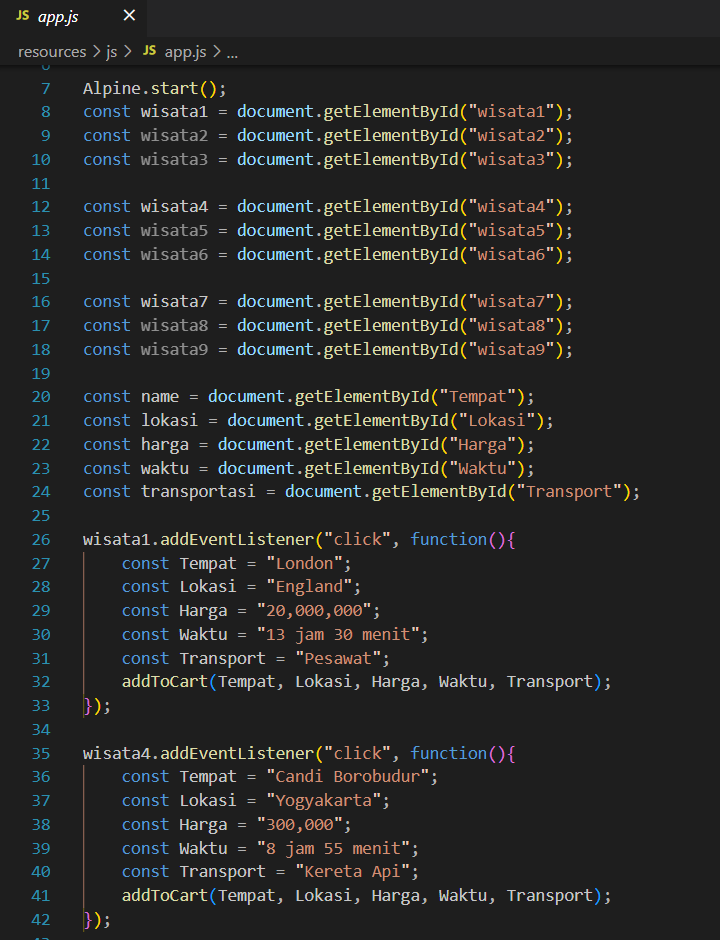 JS app.js ×
resources > js > JS app.js > ...
6
7 Alpine.start();
8 const wisata1 = document.getElementById("wisata1");
9 const wisata2 = document.getElementById("wisata2");
10 const wisata3 = document.getElementById("wisata3");
11
12 const wisata4 = document.getElementById("wisata4");
13 const wisata5 = document.getElementById("wisata5");
14 const wisata6 = document.getElementById("wisata6");
15
16 const wisata7 = document.getElementById("wisata7");
17 const wisata8 = document.getElementById("wisata8");
18 const wisata9 = document.getElementById("wisata9");
19
20 const name = document.getElementById("Tempat");
21 const lokasi = document.getElementById("Lokasi");
22 const harga = document.getElementById("Harga");
23 const waktu = document.getElementById("Waktu");
24 const transportasi = document.getElementById("Transport");
25
26 wisata1.addEventListener("click", function(){
27 const Tempat = "London";
28 const Lokasi = "England";
29 const Harga = "20,000,000";
30 const Waktu = "13 jam 30 menit";
31 const Transport = "Pesawat";
32 addToCart(Tempat, Lokasi, Harga, Waktu, Transport);
33 });
34
35 wisata4.addEventListener("click", function(){
36 const Tempat = "Candi Borobudur";
37 const Lokasi = "Yogyakarta";
38 const Harga = "300,000";
39 const Waktu = "8 jam 55 menit";
40 const Transport = "Kereta Api";
41 addToCart(Tempat, Lokasi, Harga, Waktu, Transport);
42 });